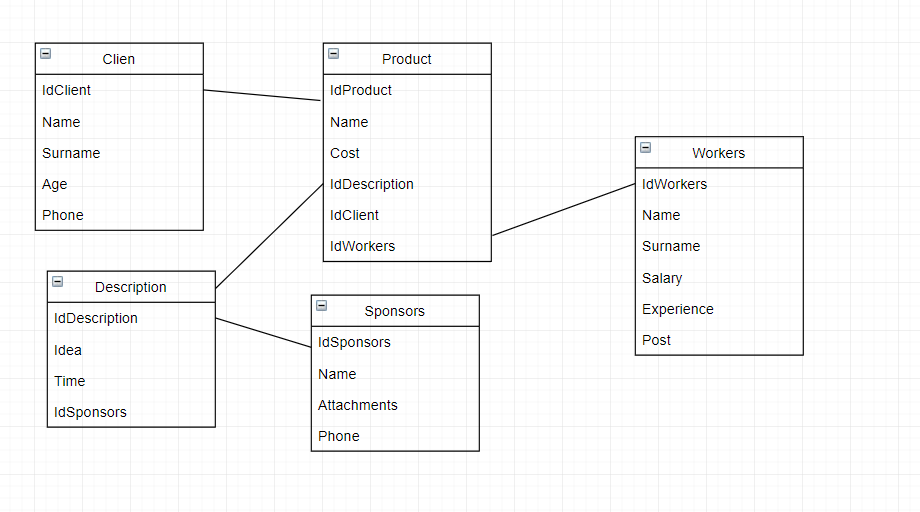 Clien
IdClient
Name
Surname
Age
Phone
Product
IdProduct
Name
Cost
IdDescription
IdClient
IdWorkers
Workers
IdWorkers
Name
Surname
Salary
Experience
Post
Description
IdDescription
Idea
Time
IdSponsors
Sponsors
IdSponsors
Name
Attachments
Phone